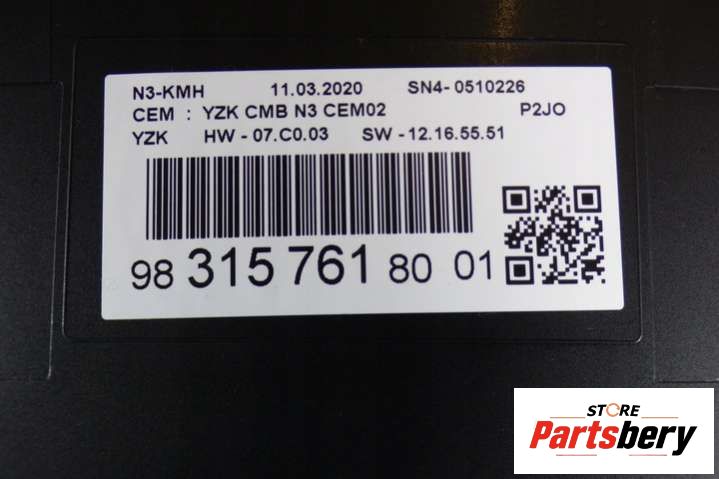 N3-KMH 11.03.2020 SN4- 0510226
CEM : YZK CMB N3 CEM02 P2JO
YZK HW - 07.C0.03 SW - 12.16.55.51
98 315 761 80 01
STORE
Partsbery